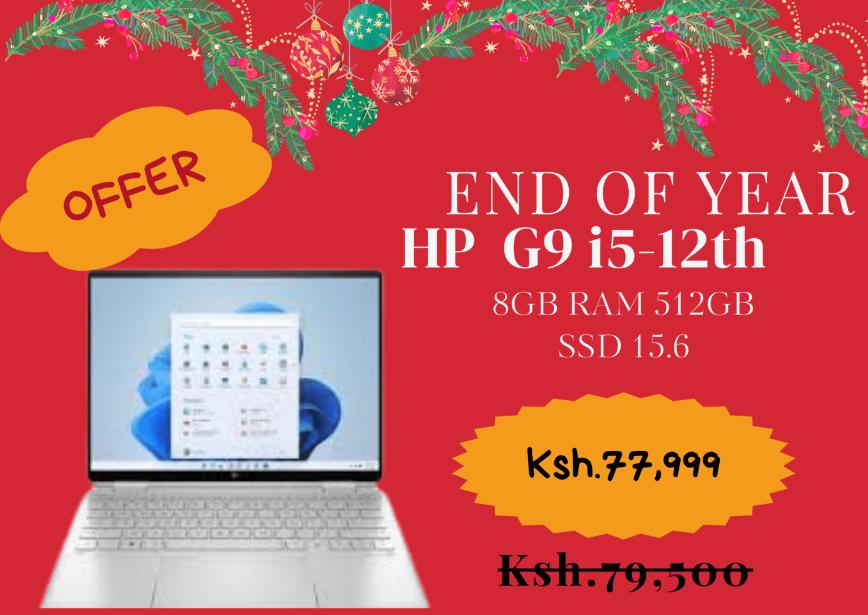 OFFER
END OF YEAR
HP G9 i5-12th
8GB RAM 512GB
SSD 15.6
Ksh.77,999
Ksh.79,500